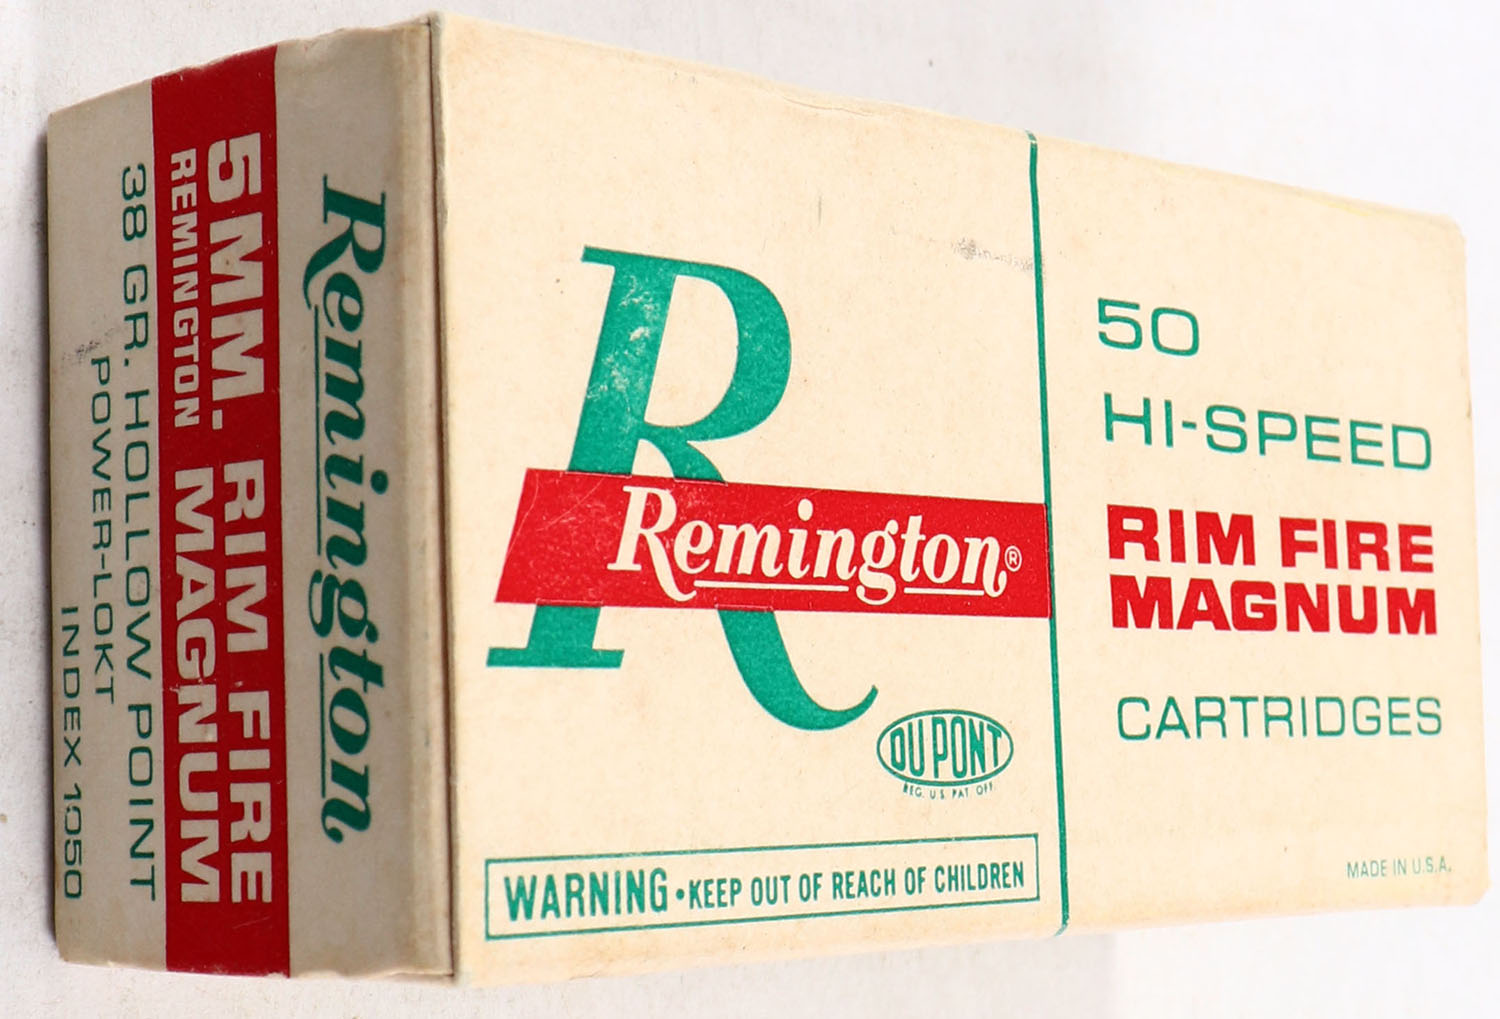 Remington
5MM. RIM FIRE
REMINGTON MAGNUM
38 GR. HOLLOW POINT
POWER-LOKT
INDEX 1050
R
Remington®
DU PONT
REG. U.S. PAT. OFF.
WARNING • KEEP OUT OF REACH OF CHILDREN
50
HI-SPEED
RIM FIRE
MAGNUM
CARTRIDGES
MADE IN U.S.A.